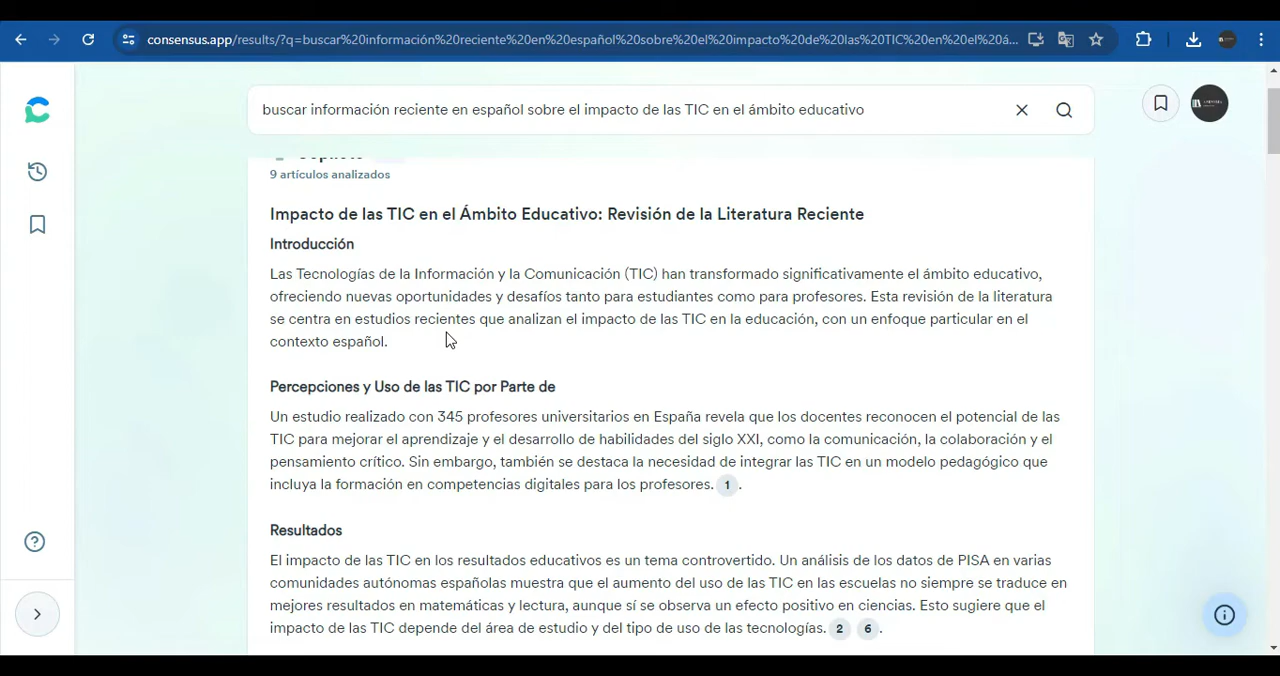 consensus.app/results/?q=buscar%20información%20reciente%20en%20español%20sobre%20el%20impacto%20de%20las%20TIC%20en%20el%20á...
buscar información reciente en español sobre el impacto de las TIC en el ámbito educativo
9 artículos analizados
Impacto de las TIC en el Ámbito Educativo: Revisión de la Literatura Reciente
Introducción
Las Tecnologías de la Información y la Comunicación (TIC) han transformado significativamente el ámbito educativo,
ofreciendo nuevas oportunidades y desafíos tanto para estudiantes como para profesores. Esta revisión de la literatura
se centra en estudios recientes que analizan el impacto de las TIC en la educación, con un enfoque particular en el
contexto español.
Percepciones y Uso de las TIC por Parte de
Un estudio realizado con 345 profesores universitarios en España revela que los docentes reconocen el potencial de las
TIC para mejorar el aprendizaje y el desarrollo de habilidades del siglo XXI, como la comunicación, la colaboración y el
pensamiento crítico. Sin embargo, también se destaca la necesidad de integrar las TIC en un modelo pedagógico que
incluya la formación en competencias digitales para los profesores. 1 .
Resultados
El impacto de las TIC en los resultados educativos es un tema controvertido. Un análisis de los datos de PISA en varias
comunidades autónomas españolas muestra que el aumento del uso de las TIC en las escuelas no siempre se traduce en
mejores resultados en matemáticas y lectura, aunque sí se observa un efecto positivo en ciencias. Esto sugiere que el
impacto de las TIC depende del área de estudio y del tipo de uso de las tecnologías. 2 6 .